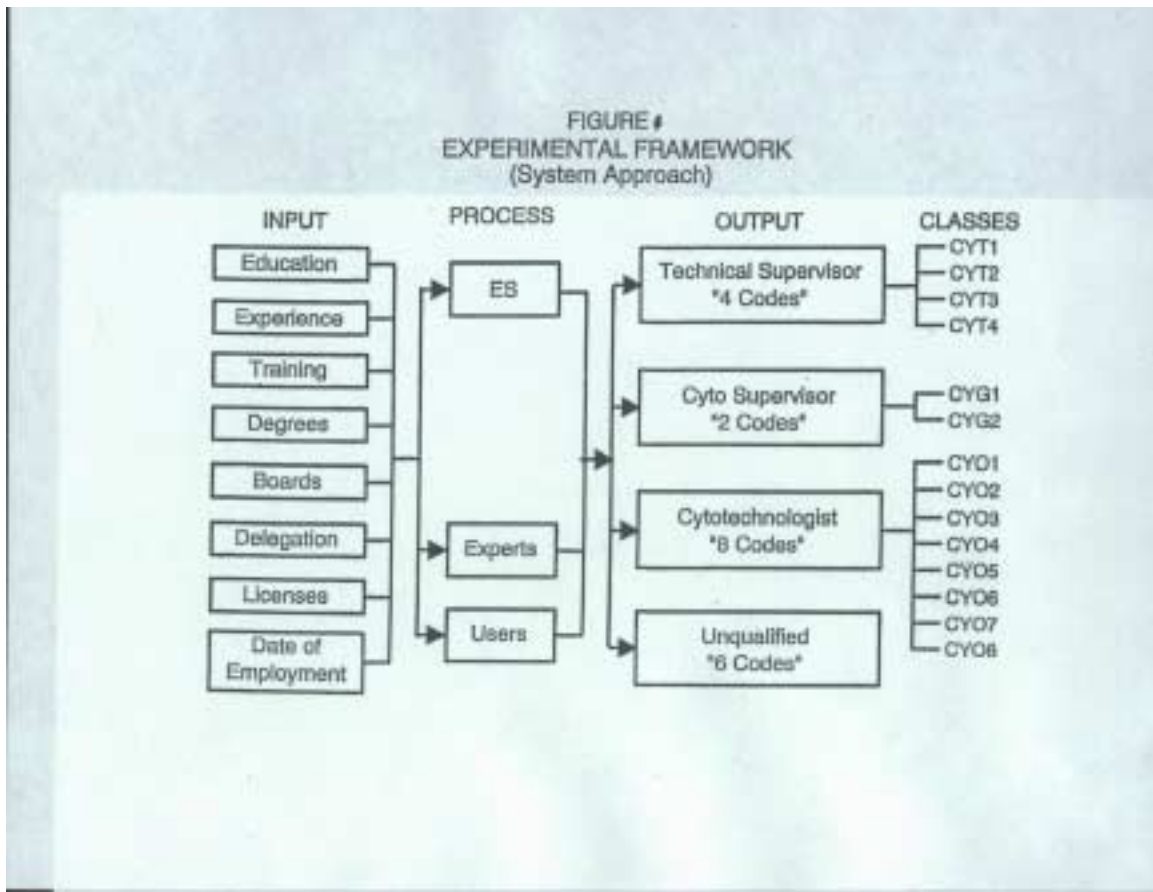 FIGURE #
EXPERIMENTAL FRAMEWORK
(System Approach)
INPUT
PROCESS
OUTPUT
CLASSES
Education
Experience
Training
Degrees
Boards
Delegation
Licenses
Date of
Employment
ES
Experts
Users
Technical Supervisor
"4 Codes"
Cyto Supervisor
"2 Codes"
Cytotechnologist
"8 Codes"
Unqualified
"6 Codes"
CYT1
CYT2
CYT3
CYT4
CYG1
CYG2
CYO1
CYO2
CYO3
CYO4
CYO5
CYO6
CYO7
CYO8